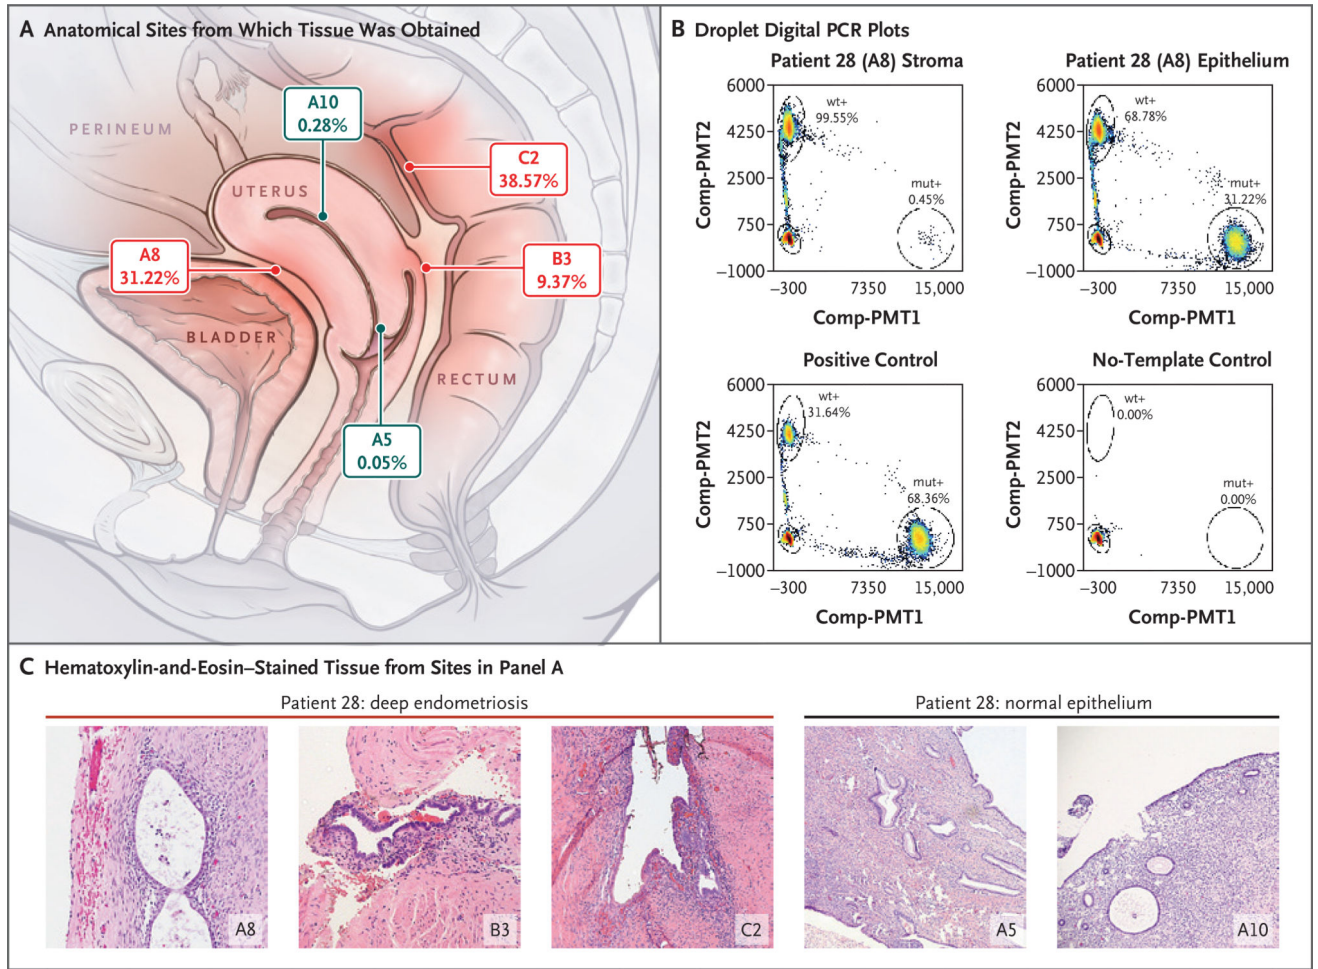 A Anatomical Sites from Which Tissue Was Obtained
PERINEUM
A10
0.28%
C2
38.57%
UTERUS
A8
31.22%
B3
9.37%
BLADDER
RECTUM
A5
0.05%
B Droplet Digital PCR Plots
Patient 28 (A8) Stroma
6000
4250
2500
750
−1000
Comp-PMT2
wt+
99.55%
mut+
0.45%
−300 7350 15,000
Comp-PMT1
Patient 28 (A8) Epithelium
6000
4250
2500
750
−1000
Comp-PMT2
wt+
68.78%
mut+
31.22%
−300 7350 15,000
Comp-PMT1
Positive Control
6000
4250
2500
750
−1000
Comp-PMT2
wt+
31.64%
mut+
68.36%
−300 7350 15,000
Comp-PMT1
No-Template Control
6000
4250
2500
750
−1000
Comp-PMT2
wt+
0.00%
mut+
0.00%
−300 7350 15,000
Comp-PMT1
C Hematoxylin-and-Eosin–Stained Tissue from Sites in Panel A
Patient 28: deep endometriosis
A8
B3
C2
Patient 28: normal epithelium
A5
A10